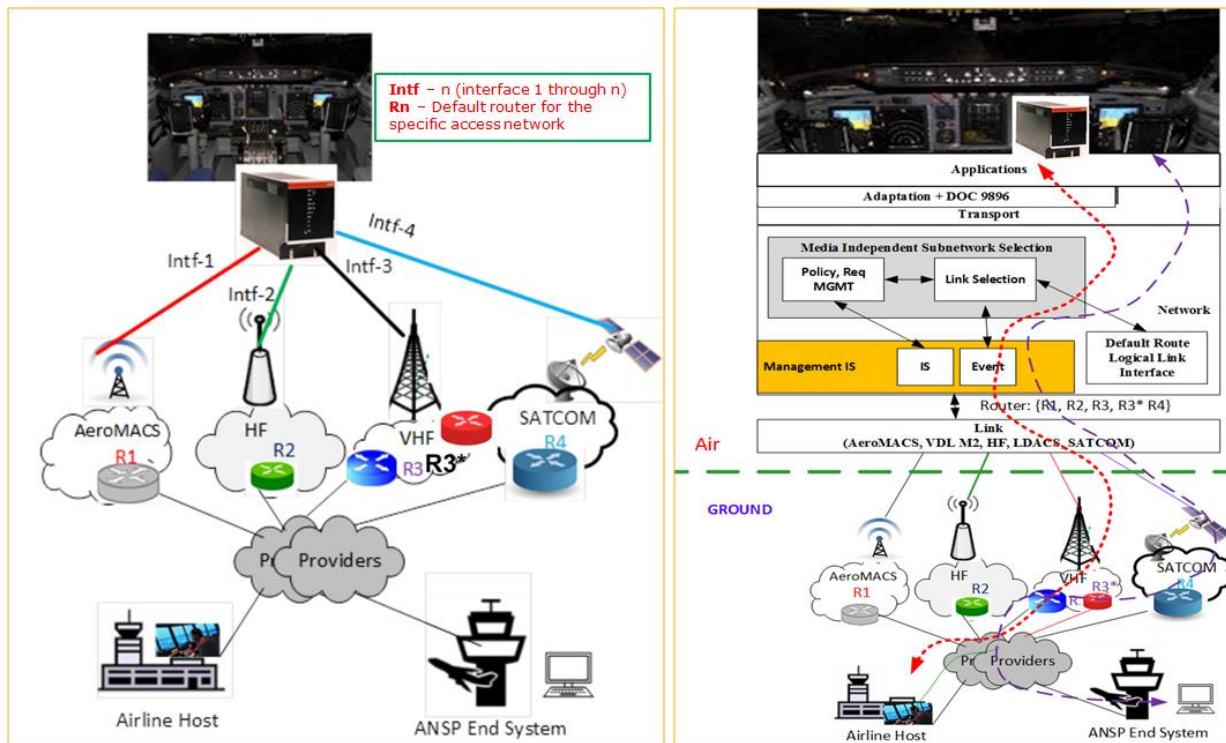 Intf – n (interface 1 through n)
Rn – Default router for the
specific access network
Intf-4
Intf-1
Intf-3
Intf-2
AeroMACS
R1
HF
R2
VHF
R3
R3*
SATCOM
R4
Providers
Airline Host
ANSP End System
Applications
Adaptation + DOC 9896
Transport
Media Independent Subnetwork Selection
Policy, Req
MGMT
Link Selection
Network
Default Route
Logical Link
Interface
Management IS
IS
Event
Router: {R1, R2, R3, R3* R4}
Link
(AeroMACS, VDL M2, HF, LDACS, SATCOM)
Air
GROUND
AeroMACS
R1
HF
R2
VHF
R3*
SATCOM
R4
Providers
Airline Host
ANSP End System